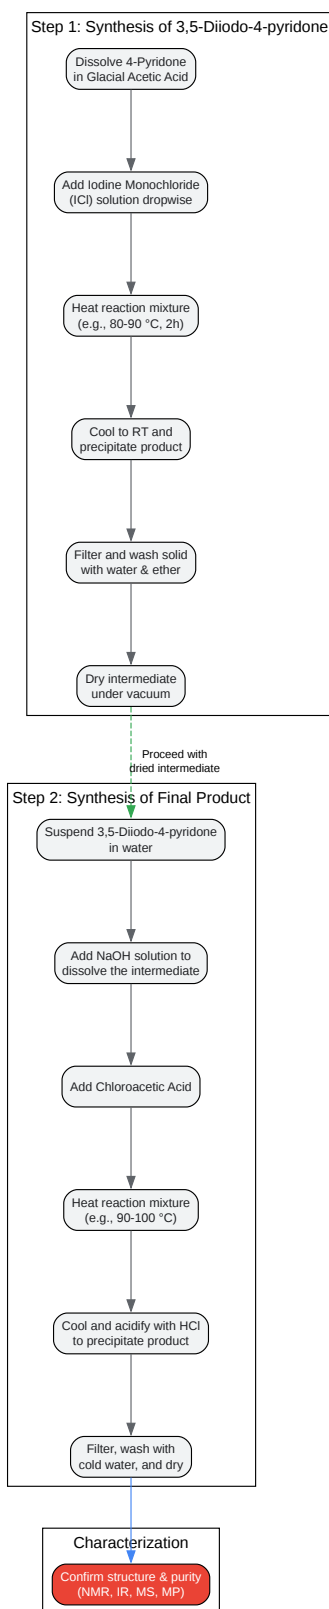 Step 1: Synthesis of 3,5-Diiodo-4-pyridone
Dissolve 4-Pyridone
in Glacial Acetic Acid
Add Iodine Monochloride
(ICl) solution dropwise
Heat reaction mixture
(e.g., 80-90 °C, 2h)
Cool to RT and
precipitate product
Filter and wash solid
with water & ether
Dry intermediate
under vacuum
Proceed with
dried intermediate
Step 2: Synthesis of Final Product
Suspend 3,5-Diiodo-4-pyridone
in water
Add NaOH solution to
dissolve the intermediate
Add Chloroacetic Acid
Heat reaction mixture
(e.g., 90-100 °C)
Cool and acidify with HCl
to precipitate product
Filter, wash with
cold water, and dry
Characterization
Confirm structure & purity
(NMR, IR, MS, MP)